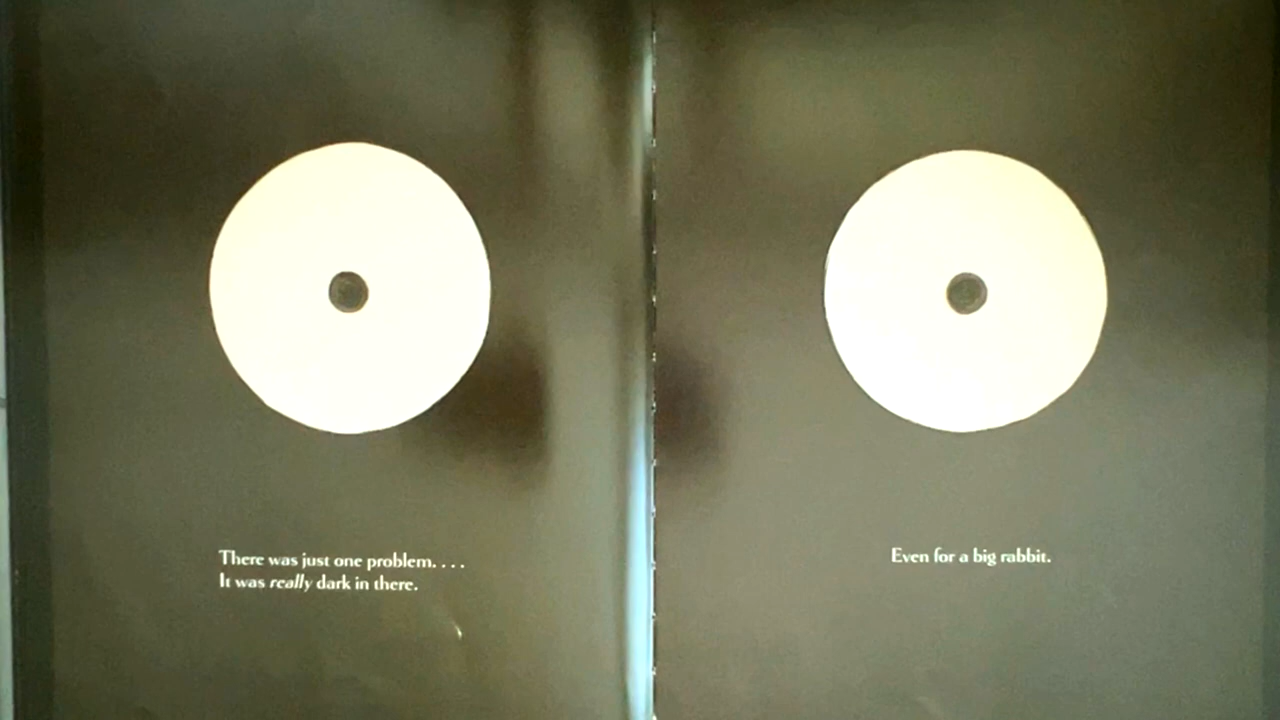 There was just one problem. . . .
It was really dark in there.
Even for a big rabbit.